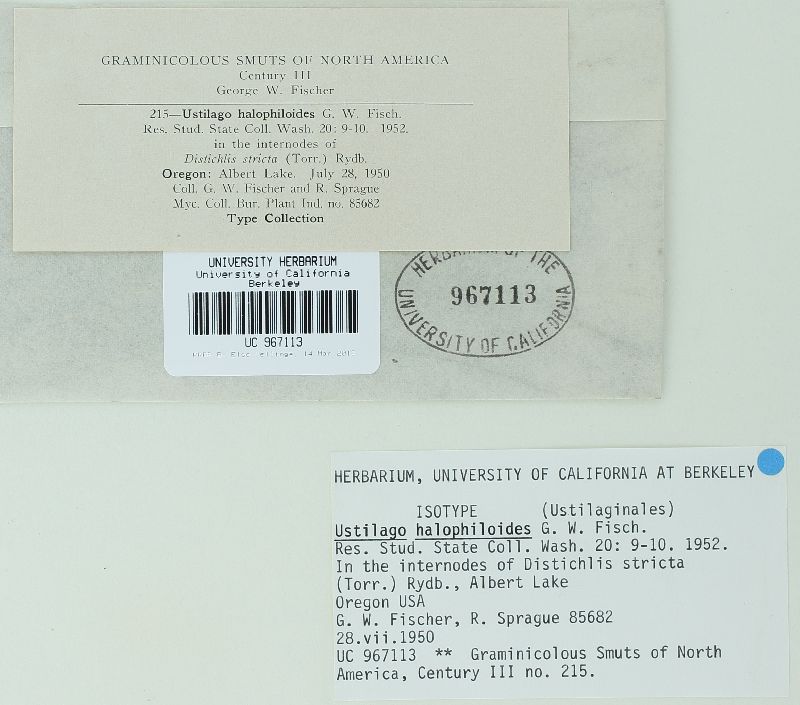 GRAMINICOLOUS SMUTS OF NORTH AMERICA
Century III
George W. Fischer
215—Ustilago halophiloides G. W. Fisch.
Res. Stud. State Coll. Wash. 20: 9-10. 1952.
in the internodes of
Distichlis stricta (Torr.) Rydb.
Oregon: Albert Lake. July 28, 1950
Coll. G. W. Fischer and R. Sprague
Myc. Coll. Bur. Plant Ind. no. 85682
Type Collection
UNIVERSITY HERBARIUM
University of California
Berkeley
UC 967113
HERBARIUM OF THE
967113
UNIVERSITY OF CALIFORNIA
HERBARIUM, UNIVERSITY OF CALIFORNIA AT BERKELEY
ISOTYPE (Ustilaginales)
Ustilago halophiloides G. W. Fisch.
Res. Stud. State Coll. Wash. 20: 9-10. 1952.
In the internodes of Distichlis stricta
(Torr.) Rydb., Albert Lake
Oregon USA
G. W. Fischer, R. Sprague 85682
28.vii.1950
UC 967113 ** Graminicolous Smuts of North
America, Century III no. 215.